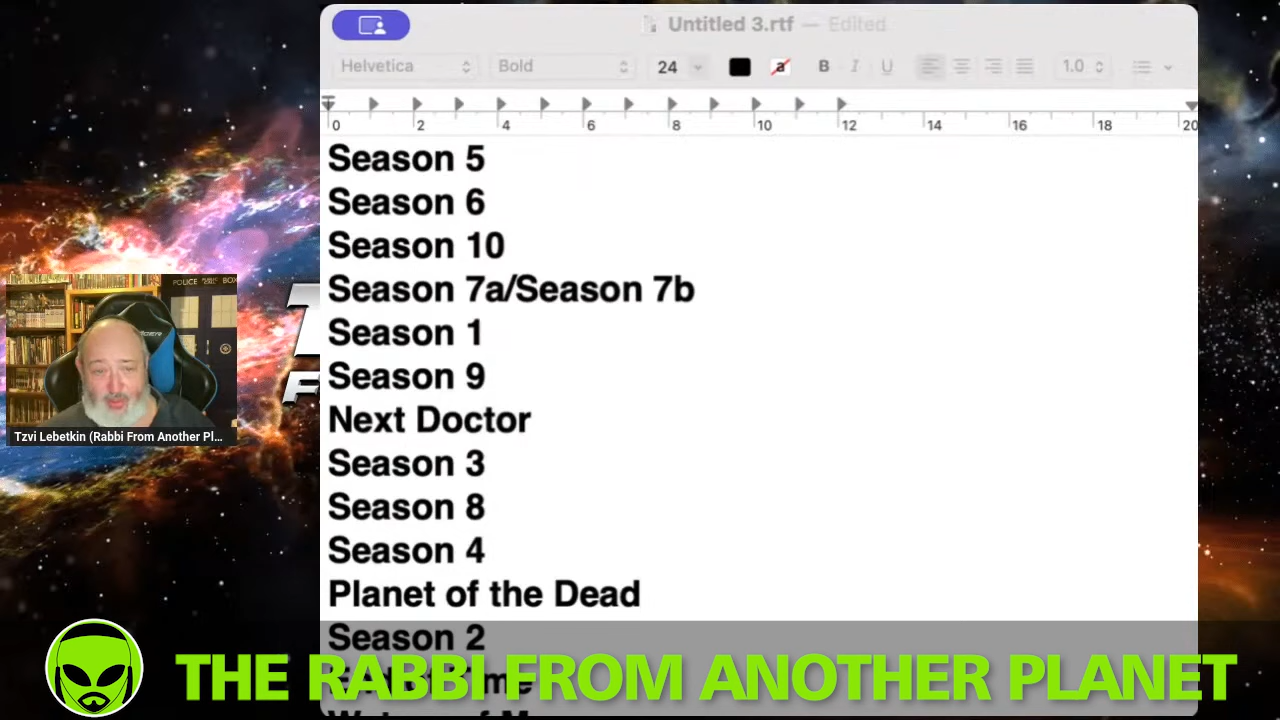 Untitled 3.rtf — Edited
Helvetica Bold 24 a B I U 1.0
0 2 4 6 8 10 12 14 16 18 20
Season 5
Season 6
Season 10
Season 7a/Season 7b
Season 1
Season 9
Next Doctor
Season 3
Season 8
Season 4
Planet of the Dead
Season 2
POLICE BOX
Tzvi Lebetkin (Rabbi From Another Pl...
THE RABBI FROM ANOTHER PLANET